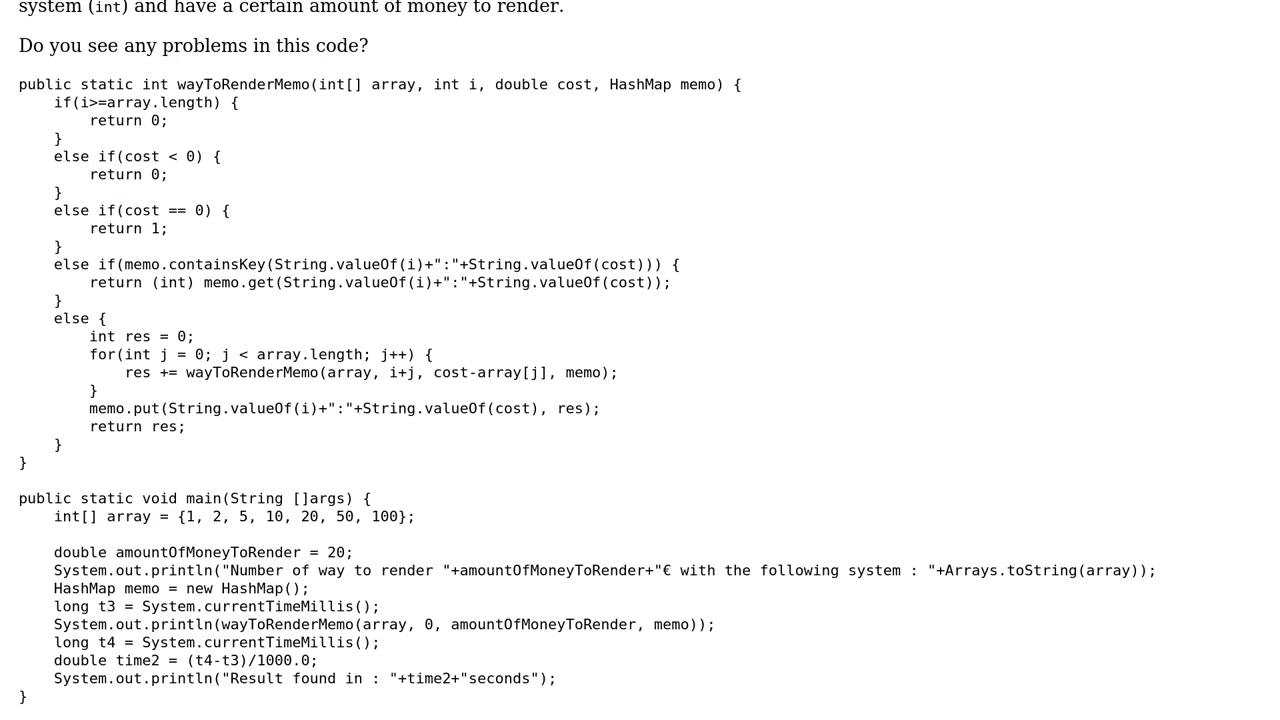 system (int) and have a certain amount of money to render.
Do you see any problems in this code?
public static int wayToRenderMemo(int[] array, int i, double cost, HashMap memo) {
    if(i>=array.length) {
        return 0;
    }
    else if(cost < 0) {
        return 0;
    }
    else if(cost == 0) {
        return 1;
    }
    else if(memo.containsKey(String.valueOf(i)+":"+String.valueOf(cost))) {
        return (int) memo.get(String.valueOf(i)+":"+String.valueOf(cost));
    }
    else {
        int res = 0;
        for(int j = 0; j < array.length; j++) {
            res += wayToRenderMemo(array, i+j, cost-array[j], memo);
        }
        memo.put(String.valueOf(i)+":"+String.valueOf(cost), res);
        return res;
    }
}

public static void main(String []args) {
    int[] array = {1, 2, 5, 10, 20, 50, 100};

    double amountOfMoneyToRender = 20;
    System.out.println("Number of way to render "+amountOfMoneyToRender+"€ with the following system : "+Arrays.toString(array));
    HashMap memo = new HashMap();
    long t3 = System.currentTimeMillis();
    System.out.println(wayToRenderMemo(array, 0, amountOfMoneyToRender, memo));
    long t4 = System.currentTimeMillis();
    double time2 = (t4-t3)/1000.0;
    System.out.println("Result found in : "+time2+"seconds");
}